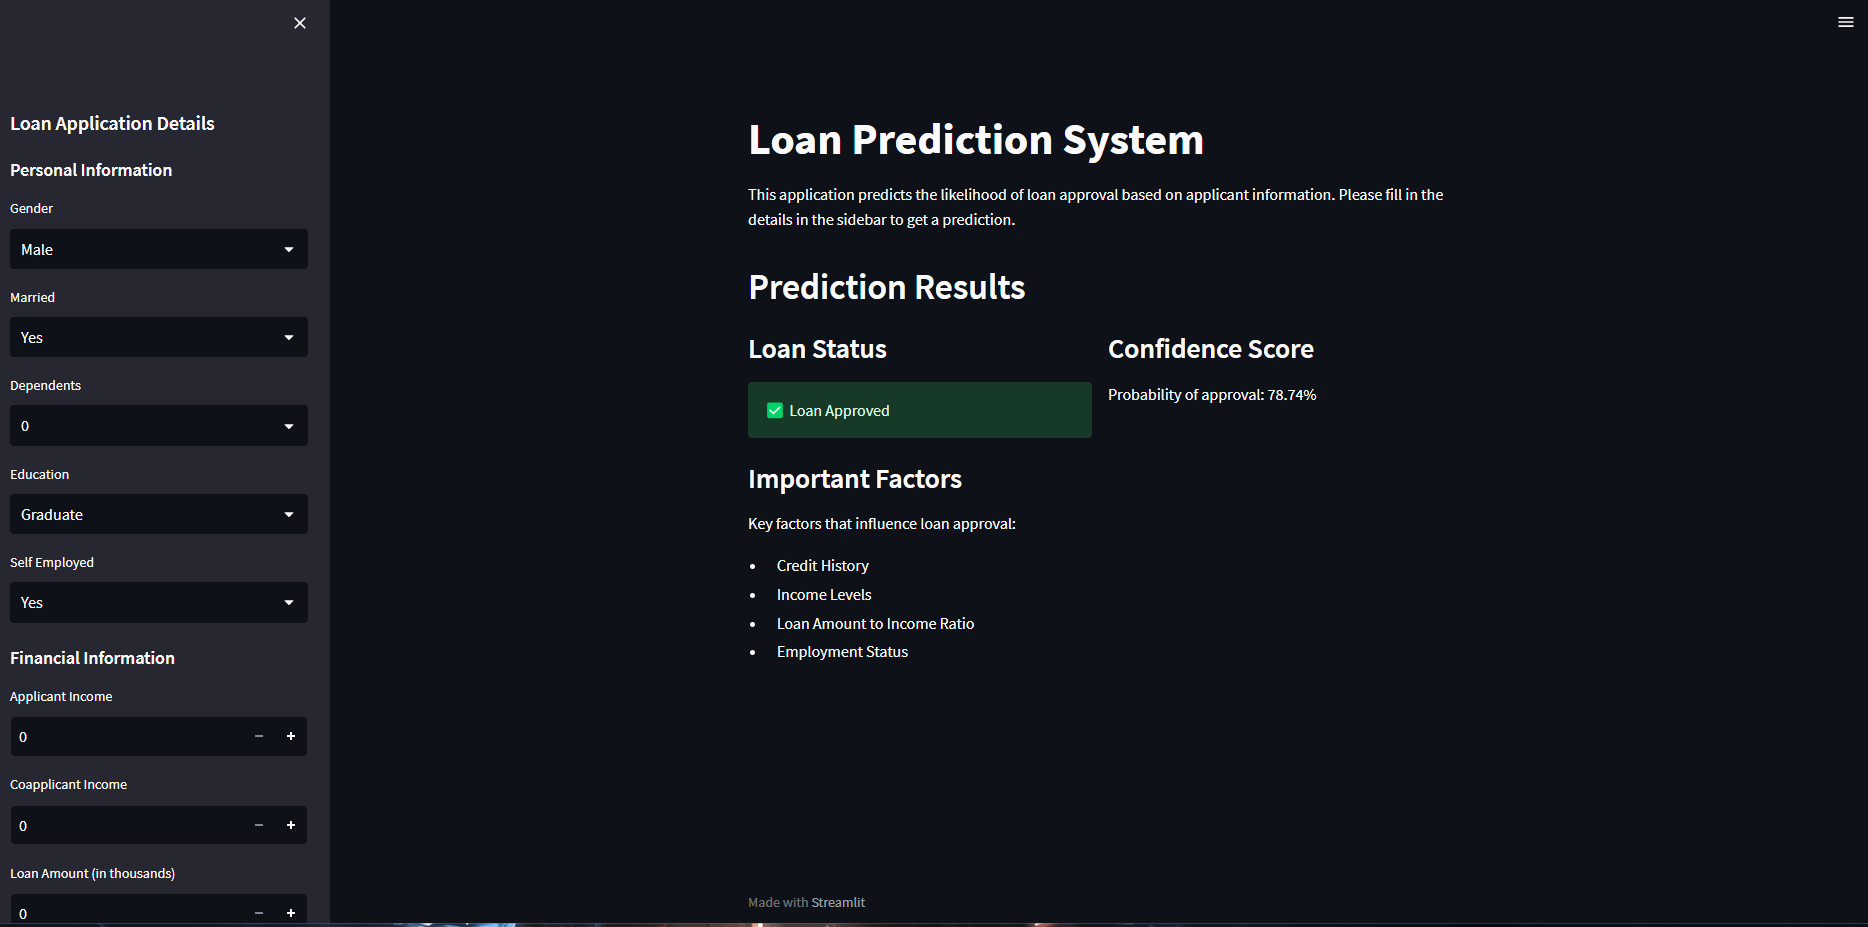 Loan Application Details
Personal Information
Gender
Male
Married
Yes
Dependents
0
Education
Graduate
Self Employed
Yes
Financial Information
Applicant Income
0
Coapplicant Income
0
Loan Amount (in thousands)
0
Loan Prediction System
This application predicts the likelihood of loan approval based on applicant information. Please fill in the
details in the sidebar to get a prediction.
Prediction Results
Loan Status
Loan Approved
Confidence Score
Probability of approval: 78.74%
Important Factors
Key factors that influence loan approval:
• Credit History
• Income Levels
• Loan Amount to Income Ratio
• Employment Status
Made with Streamlit